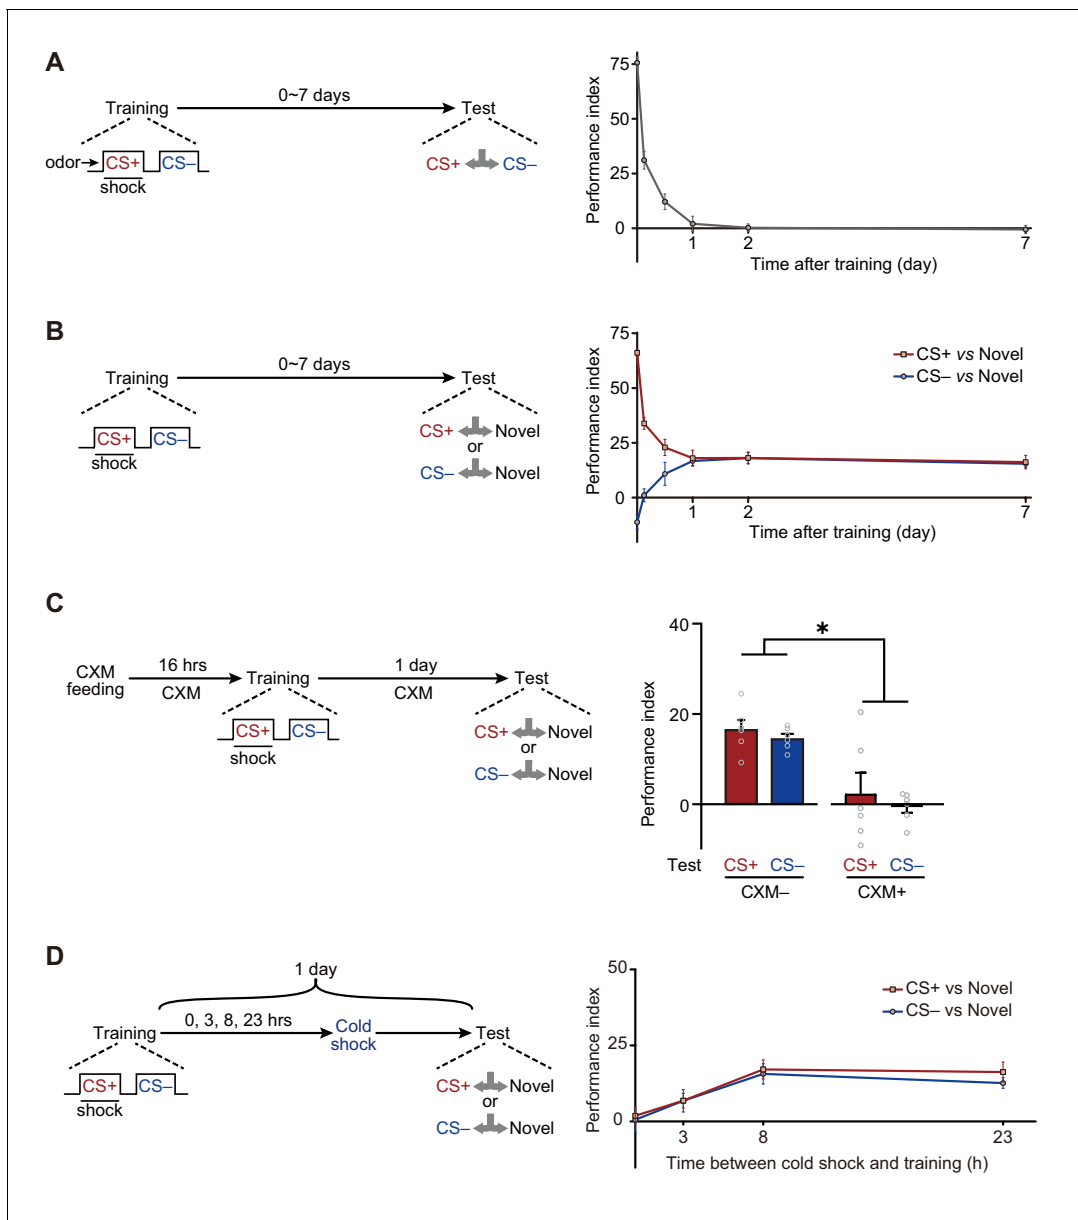 A
Training
0~7 days
Test
odor
CS+
CS–
shock
CS+
CS–
Performance index
75
50
25
0
1
2
7
Time after training (day)
B
Training
0~7 days
Test
CS+
CS–
shock
CS+
Novel
or
CS–
Novel
Performance index
75
50
25
0
1
2
7
CS+ vs Novel
CS– vs Novel
Time after training (day)
C
CXM
feeding
16 hrs
CXM
Training
1 day
CXM
Test
CS+
CS–
shock
CS+
Novel
or
CS–
Novel
Performance index
40
20
0
*
Test
CS+
CS–
CS+
CS–
CXM–
CXM+
D
1 day
Training
0, 3, 8, 23 hrs
Cold
shock
Test
CS+
CS–
shock
CS+
Novel
or
CS–
Novel
Performance index
50
25
0
3
8
23
CS+ vs Novel
CS– vs Novel
Time between cold shock and training (h)